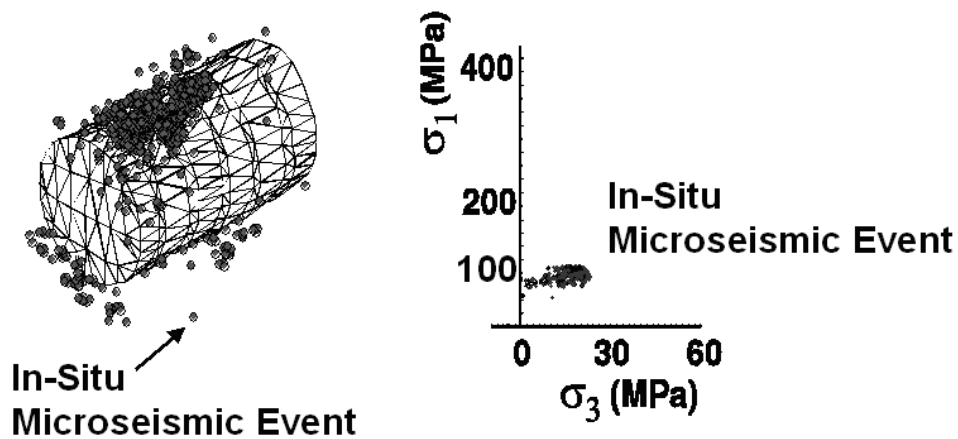 In-Situ
Microseismic Event
σ1 (MPa)
400
200
100
0 30 60
σ3 (MPa)
In-Situ
Microseismic Event